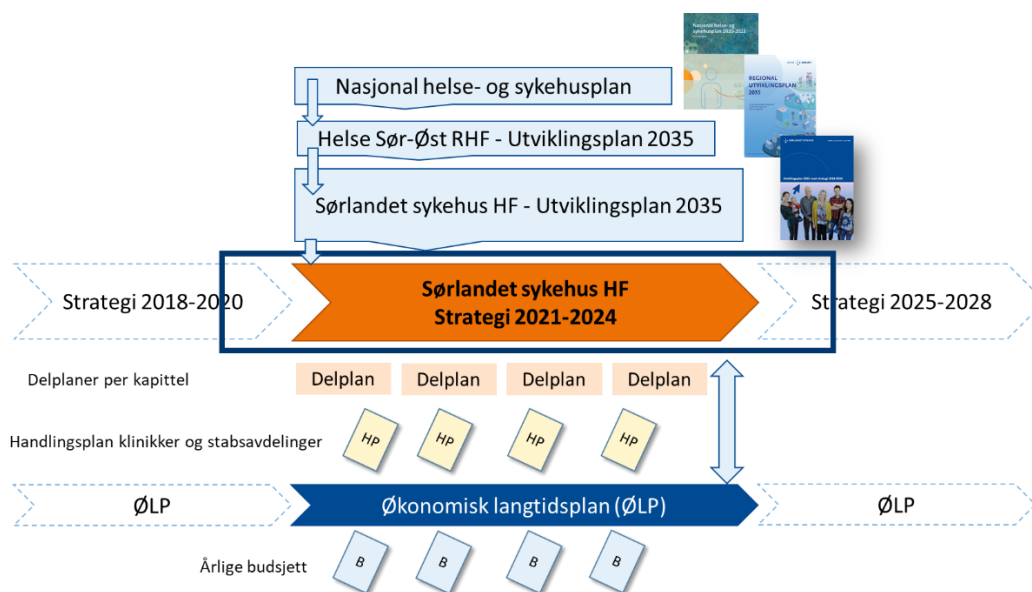 Nasjonal helse- og
sykehusplan 2020-2023
REGIONAL
UTVIKLINGSPLAN
2035
Nasjonal helse- og sykehusplan
Helse Sør-Øst RHF - Utviklingsplan 2035
Sørlandet sykehus HF - Utviklingsplan 2035
Strategi 2018-2020
Sørlandet sykehus HF
Strategi 2021-2024
Strategi 2025-2028
Delplaner per kapittel
Delplan
Delplan
Delplan
Delplan
Handlingsplan klinikker og stabsavdelinger
HP
HP
HP
HP
ØLP
Økonomisk langtidsplan (ØLP)
ØLP
Årlige budsjett
B
B
B
B